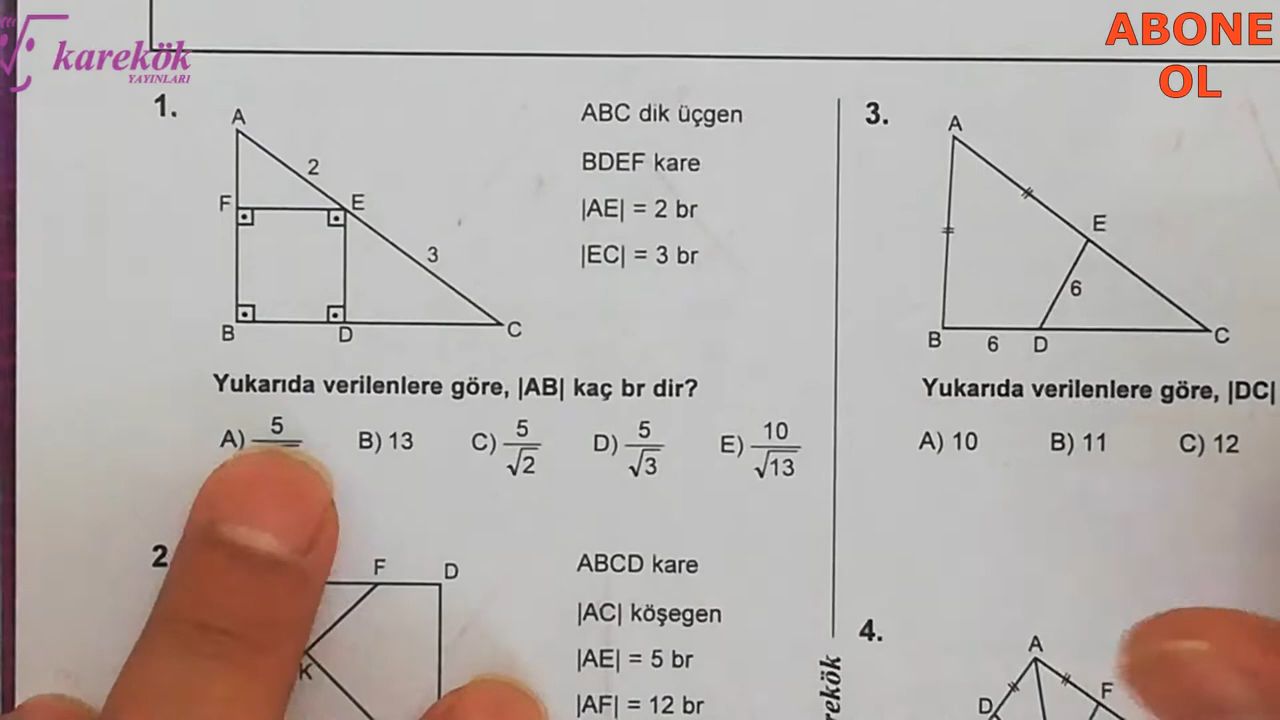 karekök
YAYINLARI
ABONE
OL
1.
A
2
F
E
3
B
D
C
ABC dik üçgen
BDEF kare
|AE| = 2 br
|EC| = 3 br
Yukarıda verilenlere göre, |AB| kaç br dir?
A) 5
B) 13
C) 5/√2
D) 5/√3
E) 10/√13
2
F
D
K
ABCD kare
|AC| köşegen
|AE| = 5 br
|AF| = 12 br
rekök
3.
A
E
6
B
6
D
C
Yukarıda verilenlere göre, |DC|
A) 10
B) 11
C) 12
4.
A
F
D